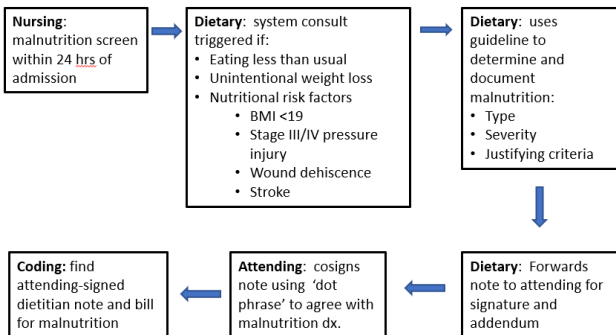 Nursing:
malnutrition screen
within 24 hrs of
admission
Dietary:  system consult
triggered if:
• Eating less than usual
• Unintentional weight loss
• Nutritional risk factors
• BMI <19
• Stage III/IV pressure
injury
• Wound dehiscence
• Stroke
Dietary:  uses
guideline to
determine and
document
malnutrition:
• Type
• Severity
• Justifying criteria
Dietary:  Forwards
note to attending for
signature and
addendum
Attending:  cosigns
note using  ‘dot
phrase’ to agree with
malnutrition dx.
Coding: find
attending-signed
dietitian note and bill
for malnutrition